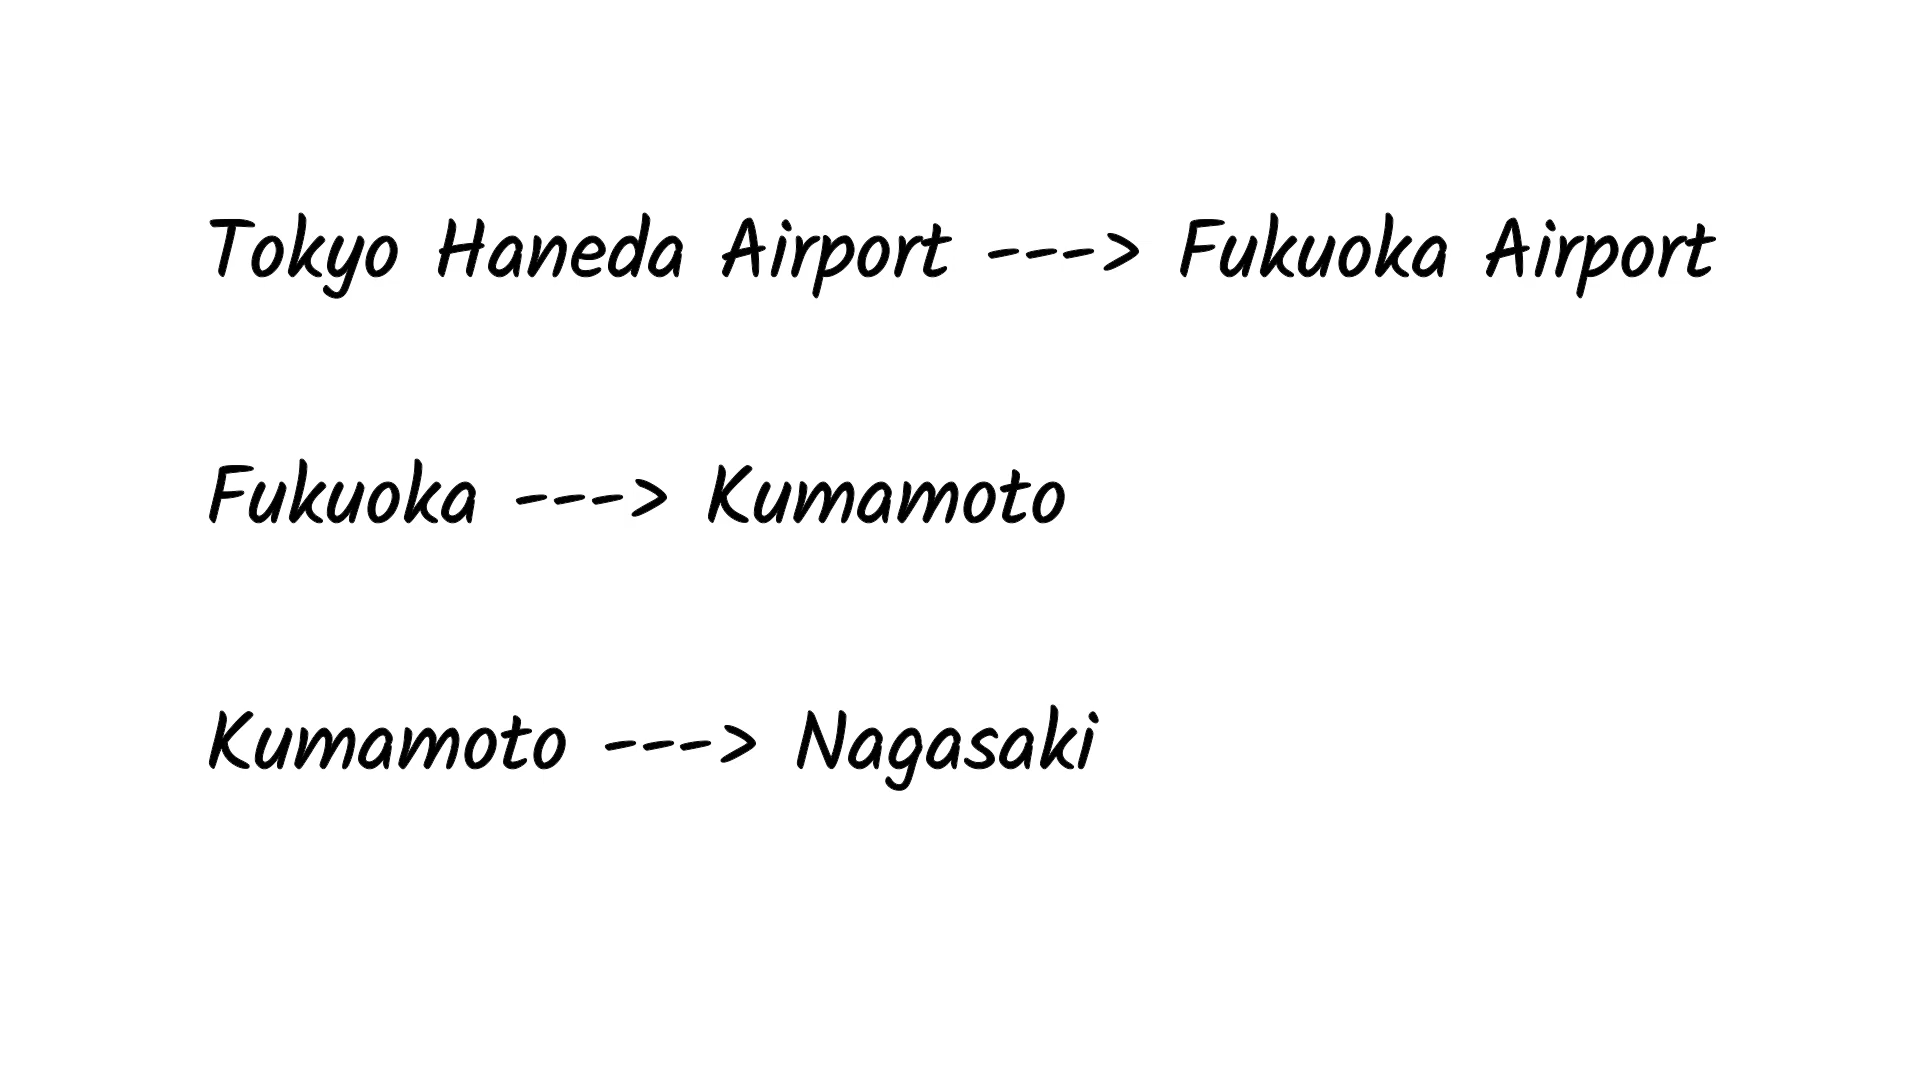 Tokyo Haneda Airport ---> Fukuoka Airport
Fukuoka ---> Kumamoto
Kumamoto ---> Nagasaki